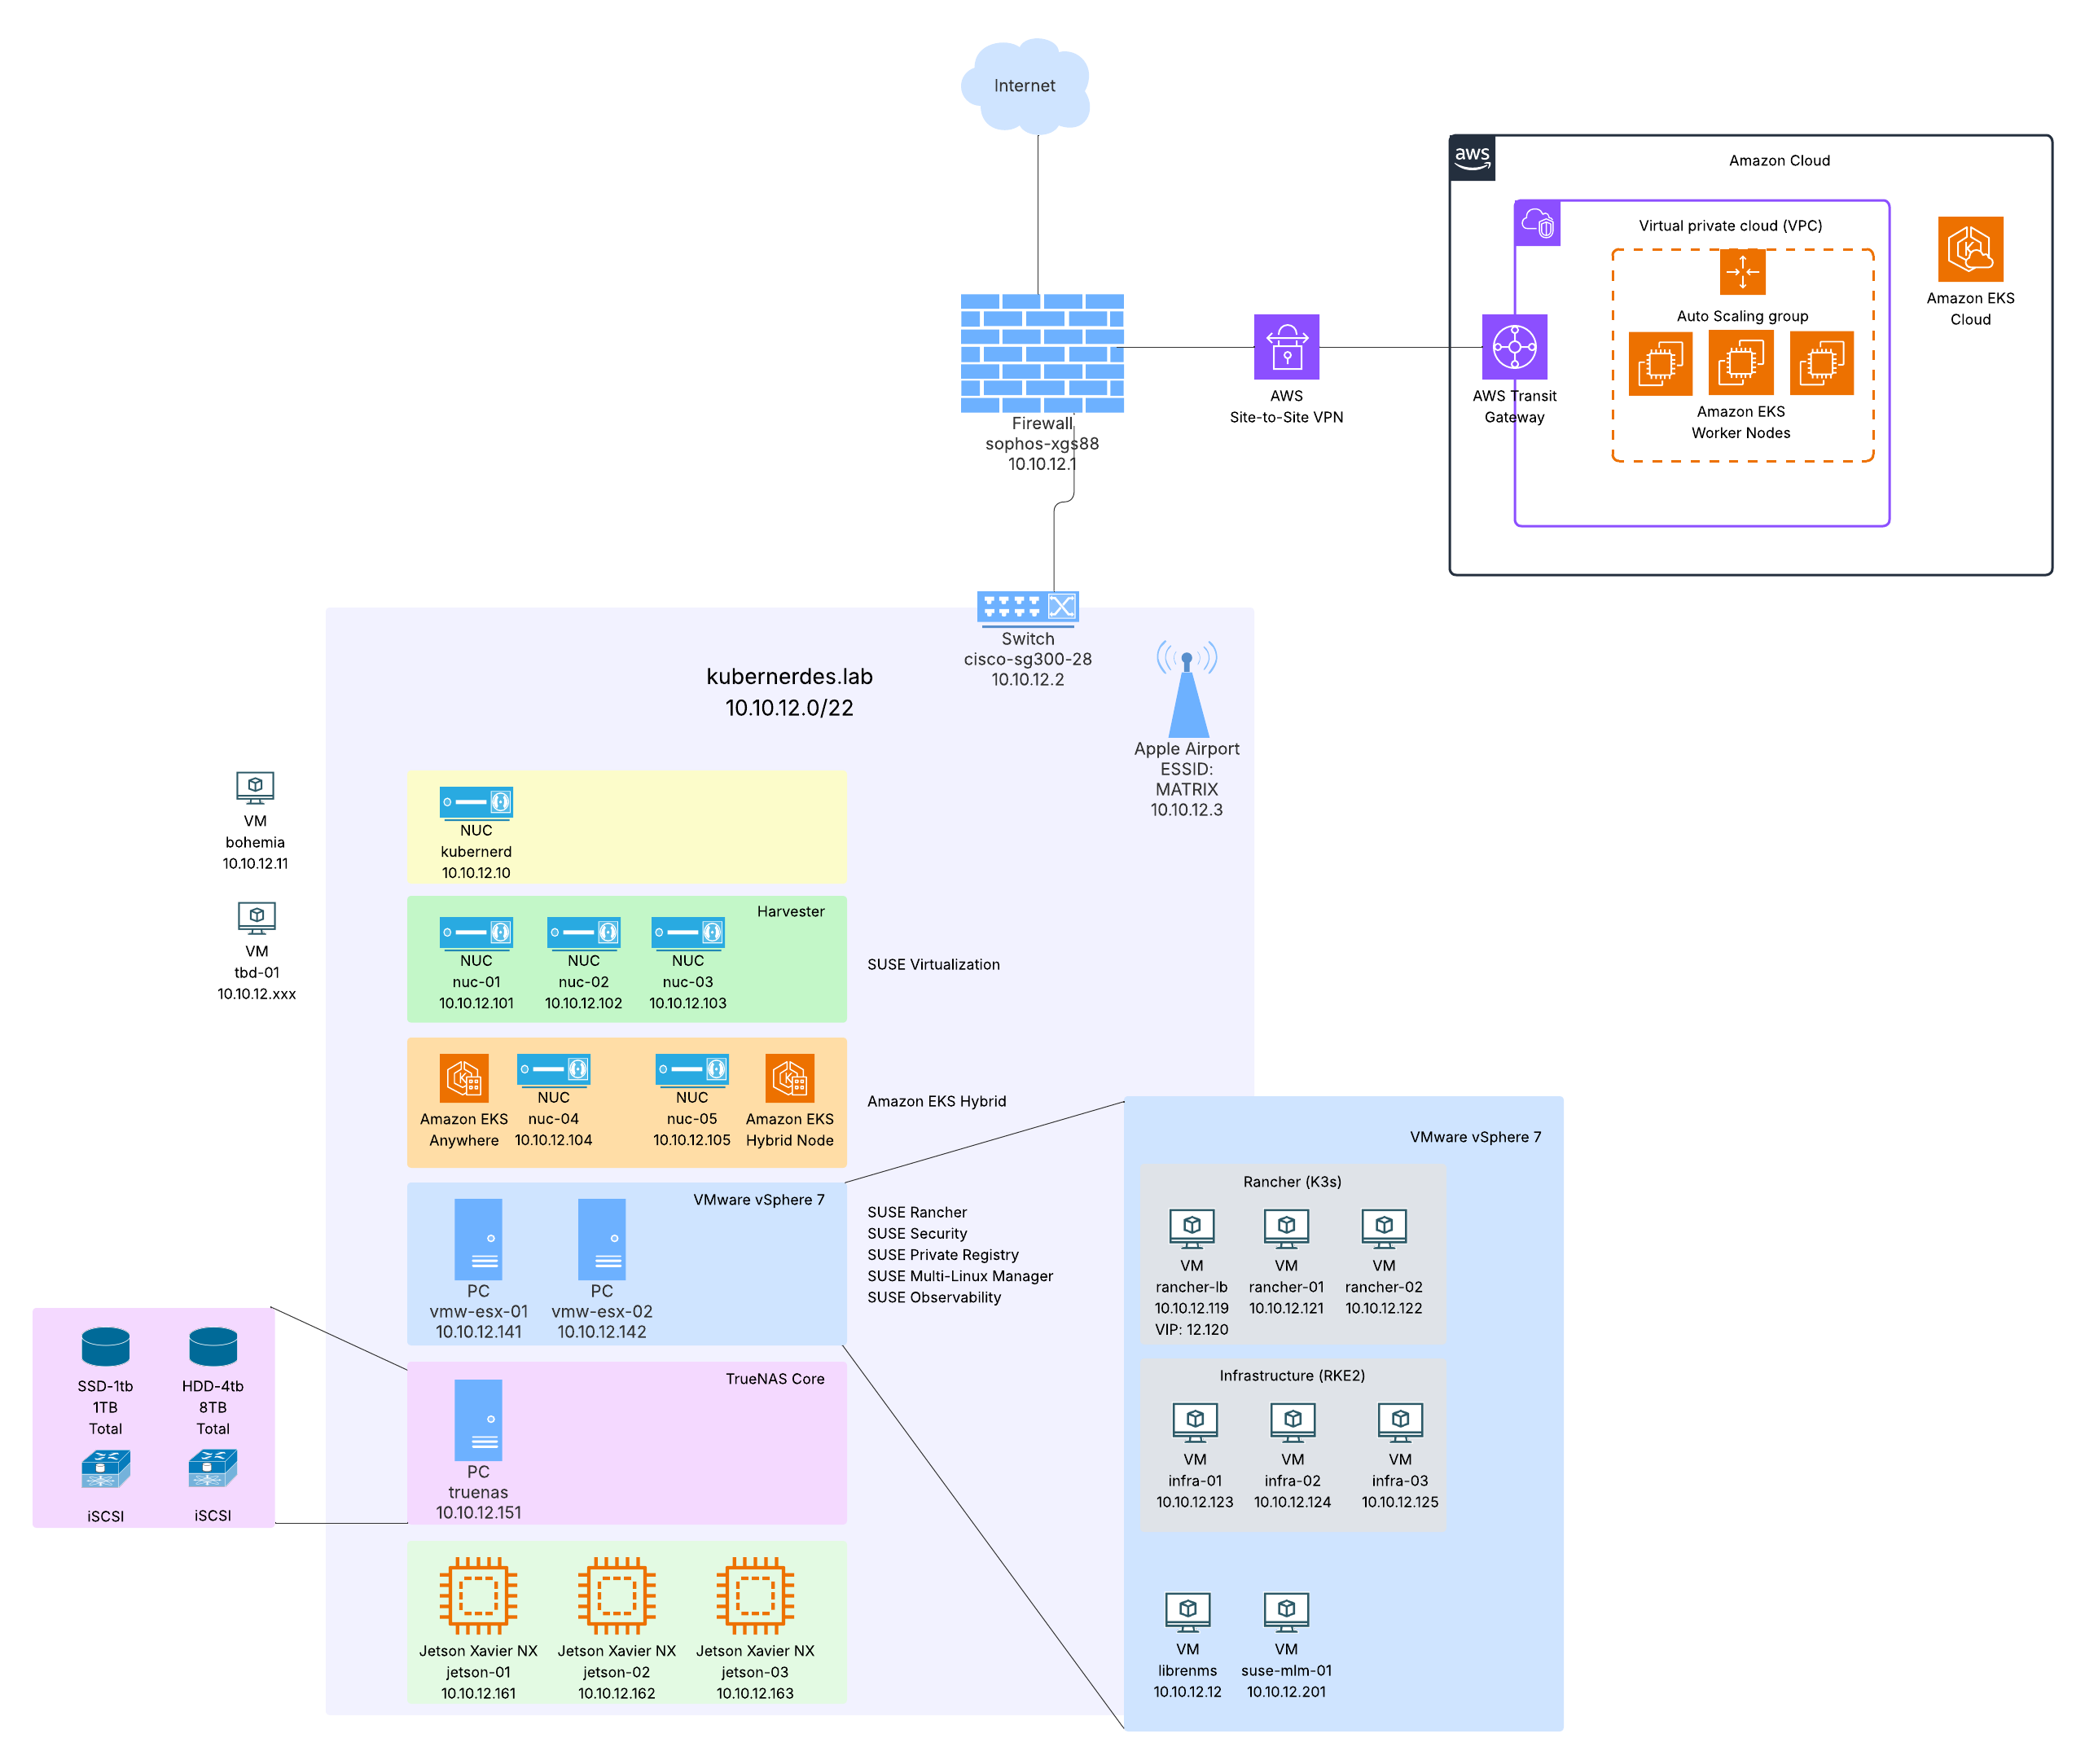 Internet
aws
Amazon Cloud
Virtual private cloud (VPC)
Auto Scaling group
Amazon EKS
Worker Nodes
Amazon EKS
Cloud
AWS
Site-to-Site VPN
AWS Transit
Gateway
Firewall
sophos-xgs88
10.10.12.1
Switch
cisco-sg300-28
10.10.12.2
kubernerdes.lab
10.10.12.0/22
Apple Airport
ESSID:
MATRIX
10.10.12.3
VM
bohemia
10.10.12.11
VM
tbd-01
10.10.12.xxx
NUC
kubernerd
10.10.12.10
Harvester
NUC
nuc-01
10.10.12.101
NUC
nuc-02
10.10.12.102
NUC
nuc-03
10.10.12.103
SUSE Virtualization
Amazon EKS
Anywhere
NUC
nuc-04
10.10.12.104
NUC
nuc-05
10.10.12.105
Amazon EKS
Hybrid Node
Amazon EKS Hybrid
VMware vSphere 7
PC
vmw-esx-01
10.10.12.141
PC
vmw-esx-02
10.10.12.142
SUSE Rancher
SUSE Security
SUSE Private Registry
SUSE Multi-Linux Manager
SUSE Observability
TrueNAS Core
PC
truenas
10.10.12.151
SSD-1tb
1TB
Total
iSCSI
HDD-4tb
8TB
Total
iSCSI
Jetson Xavier NX
jetson-01
10.10.12.161
Jetson Xavier NX
jetson-02
10.10.12.162
Jetson Xavier NX
jetson-03
10.10.12.163
VMware vSphere 7
Rancher (K3s)
VM
rancher-lb
10.10.12.119
VIP: 12.120
VM
rancher-01
10.10.12.121
VM
rancher-02
10.10.12.122
Infrastructure (RKE2)
VM
infra-01
10.10.12.123
VM
infra-02
10.10.12.124
VM
infra-03
10.10.12.125
VM
librenms
10.10.12.12
VM
suse-mlm-01
10.10.12.201